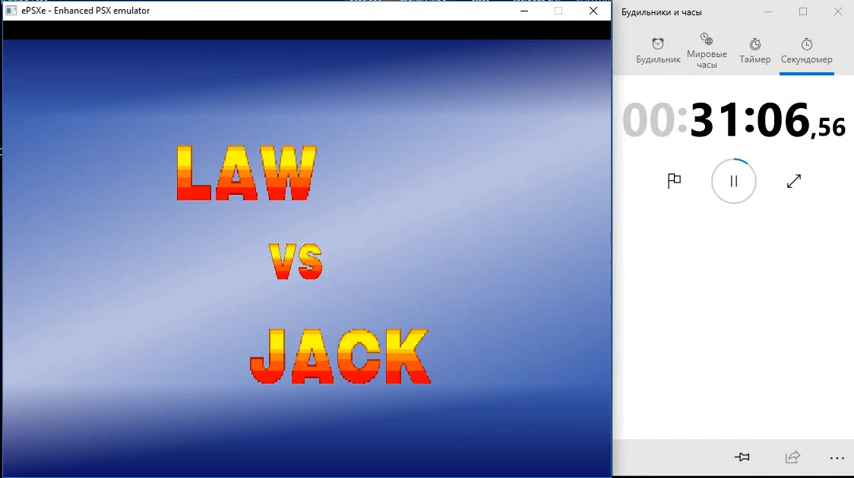 ePSXe - Enhanced PSX emulator
LAW
VS
JACK
Будильники и часы
Будильник
Мировые
часы
Таймер
Секундомер
00:31:06,56